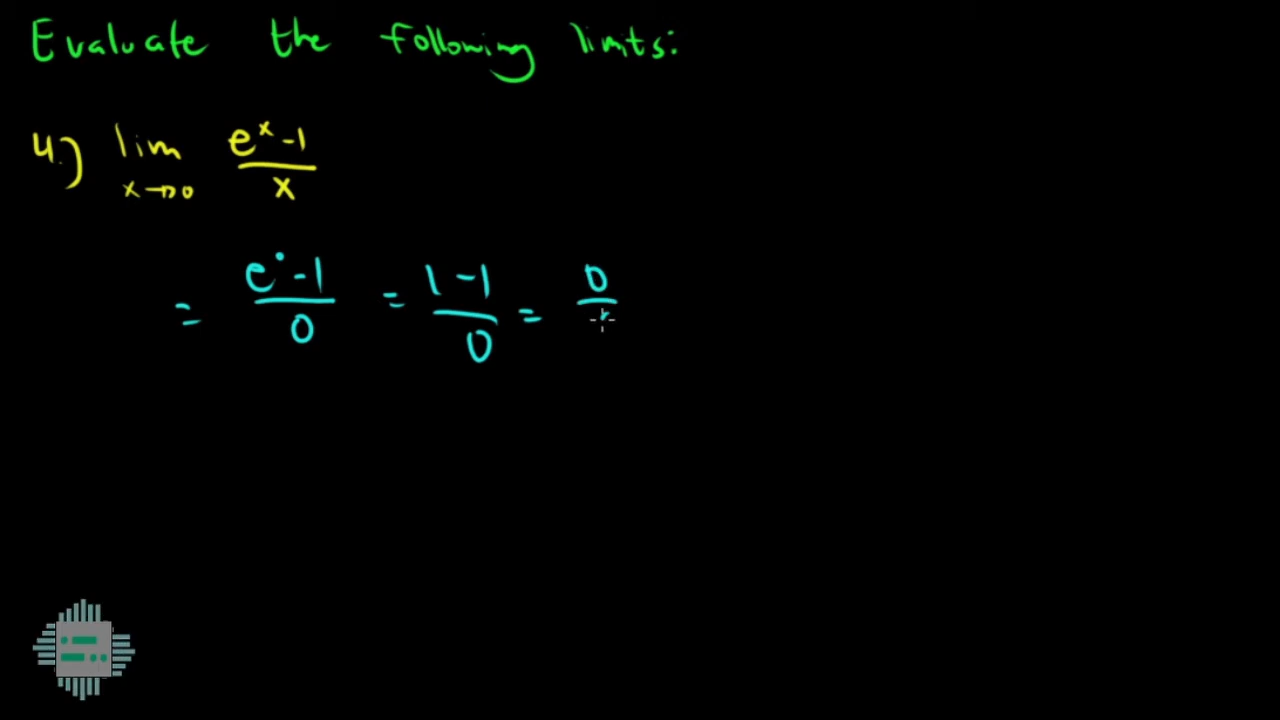 Evaluate the following limits:
4.) lim x→0 (e^x - 1)/x
= (e^0 - 1)/0 = (1 - 1)/0 = 0/